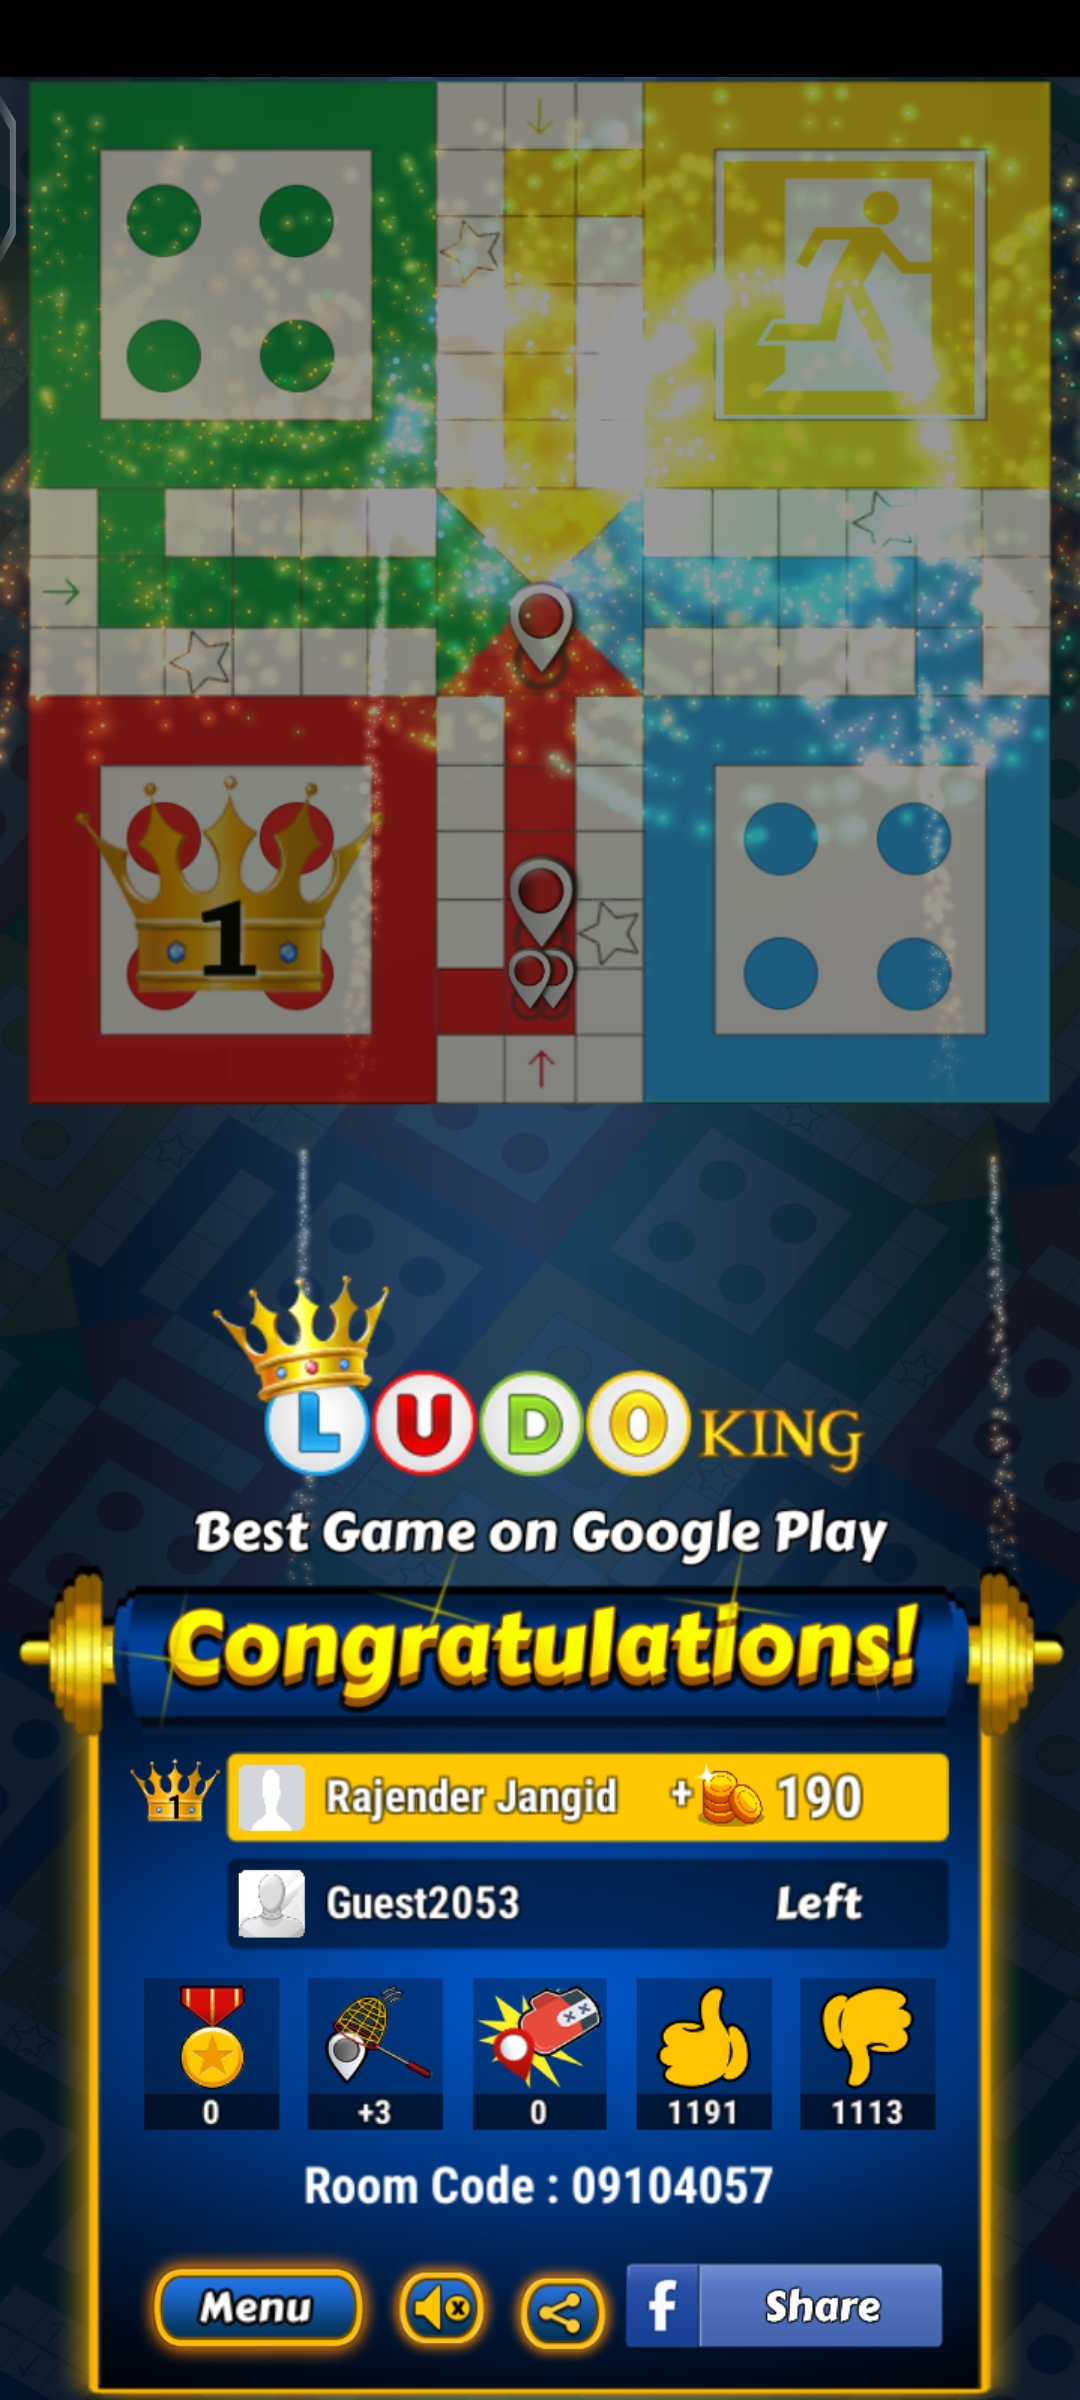 1
LUDO KING
Best Game on Google Play
Congratulations!
1 Rajender Jangid + 190
Guest2053 Left
0 +3 0 1191 1113
Room Code : 09104057
Menu f Share